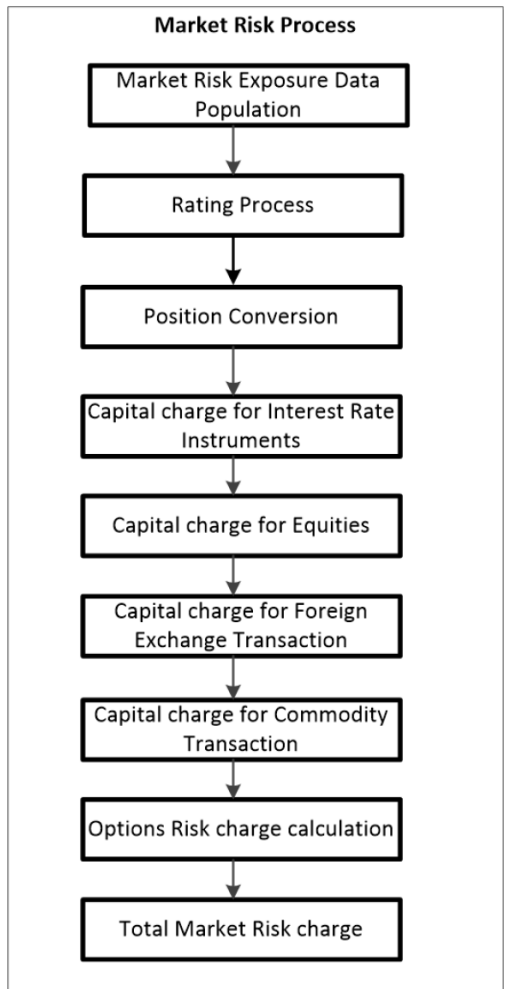 Market Risk Process
Market Risk Exposure Data
Population
Rating Process
Position Conversion
Capital charge for Interest Rate
Instruments
Capital charge for Equities
Capital charge for Foreign
Exchange Transaction
Capital charge for Commodity
Transaction
Options Risk charge calculation
Total Market Risk charge